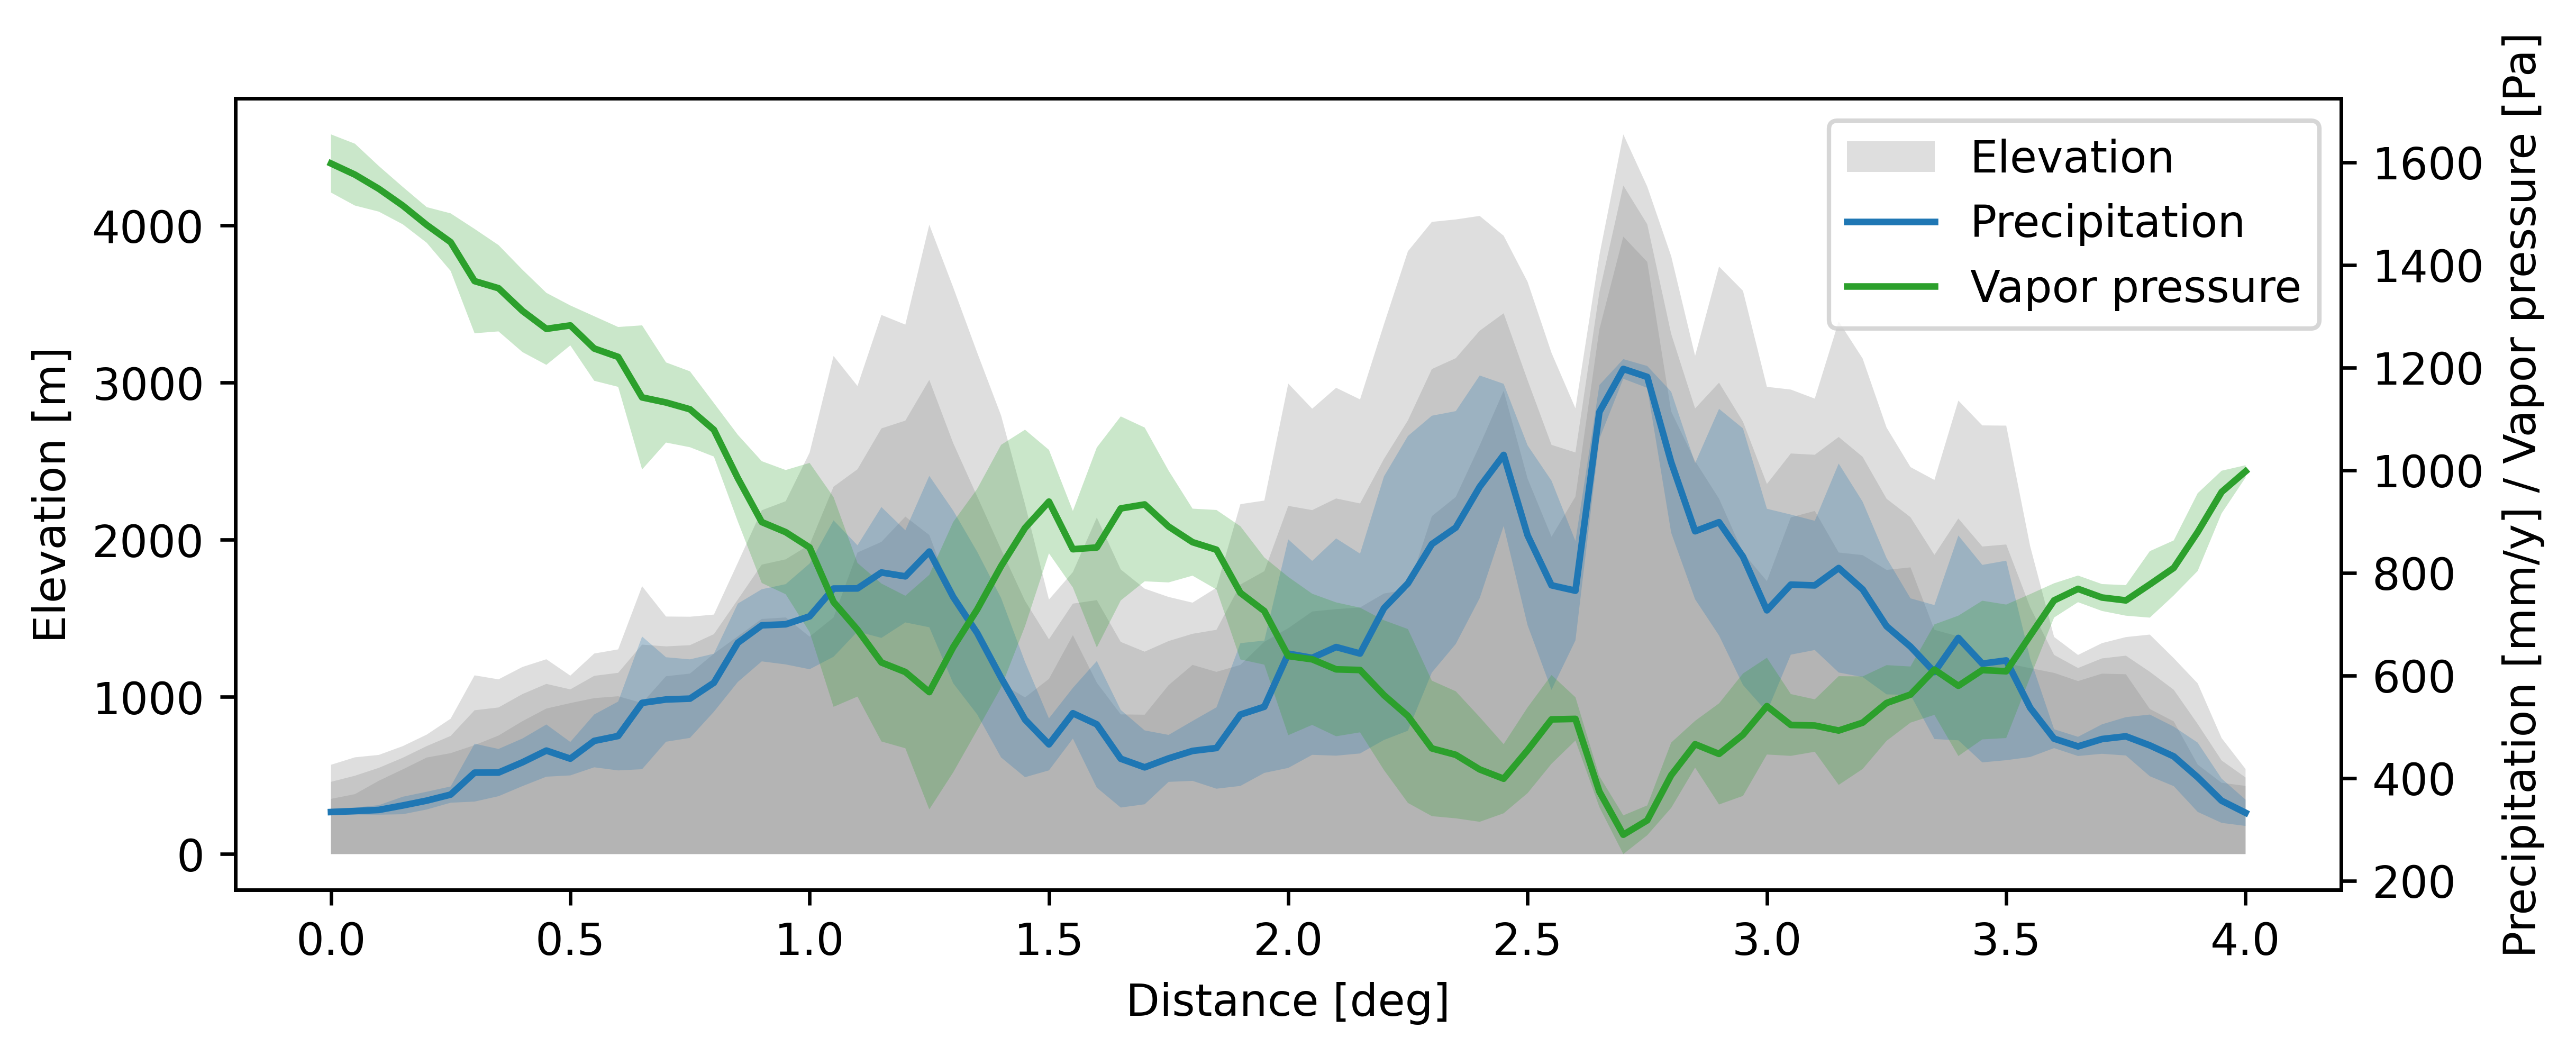 Elevation [m]
4000
3000
2000
1000
0
Elevation
Precipitation
Vapor pressure
1600
1400
1200
1000
800
600
400
200
Precipitation [mm/y] / Vapor pressure [Pa]
0.0 0.5 1.0 1.5 2.0 2.5 3.0 3.5 4.0
Distance [deg]